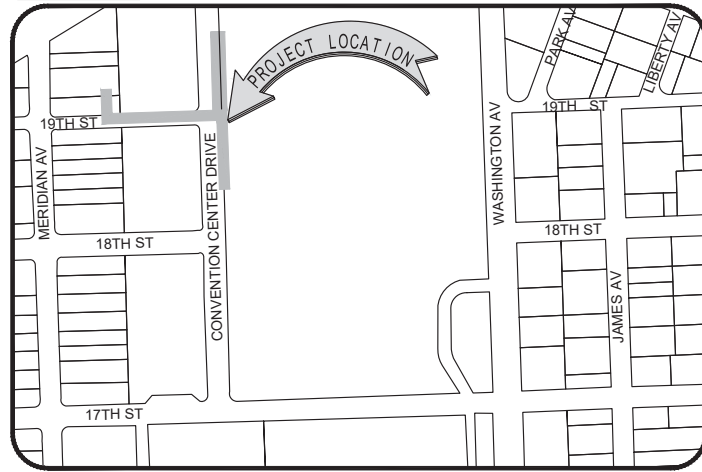 PROJECT LOCATION
PARK AV
LIBERTY AV
19TH ST
19TH ST
MERIDIAN AV
CONVENTION CENTER DRIVE
WASHINGTON AV
18TH ST
18TH ST
JAMES AV
17TH ST